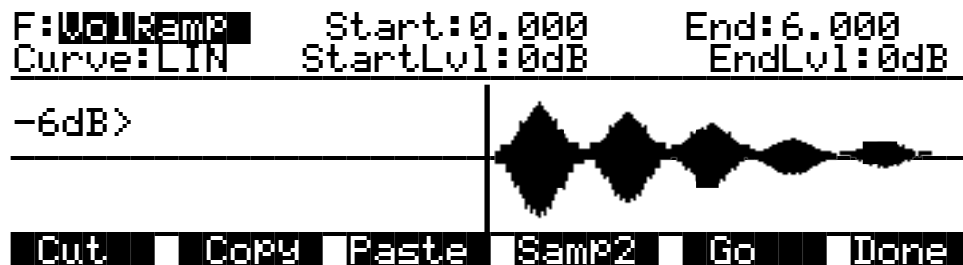 F:VolRamp Start:0.000 End:6.000
Curve:LIN StartLvl:0dB EndLvl:0dB
-6dB>
Cut Copy Paste Samp2 Go Done